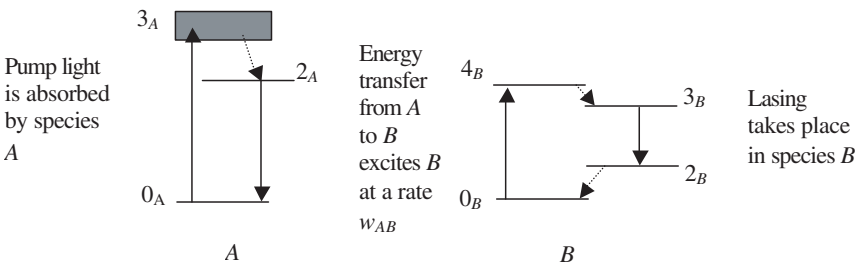 Pump light
is absorbed
by species
A
3A
2A
0A
A
Energy
transfer
from A
to B
excites B
at a rate
wAB
4B
3B
2B
0B
B
Lasing
takes place
in species B